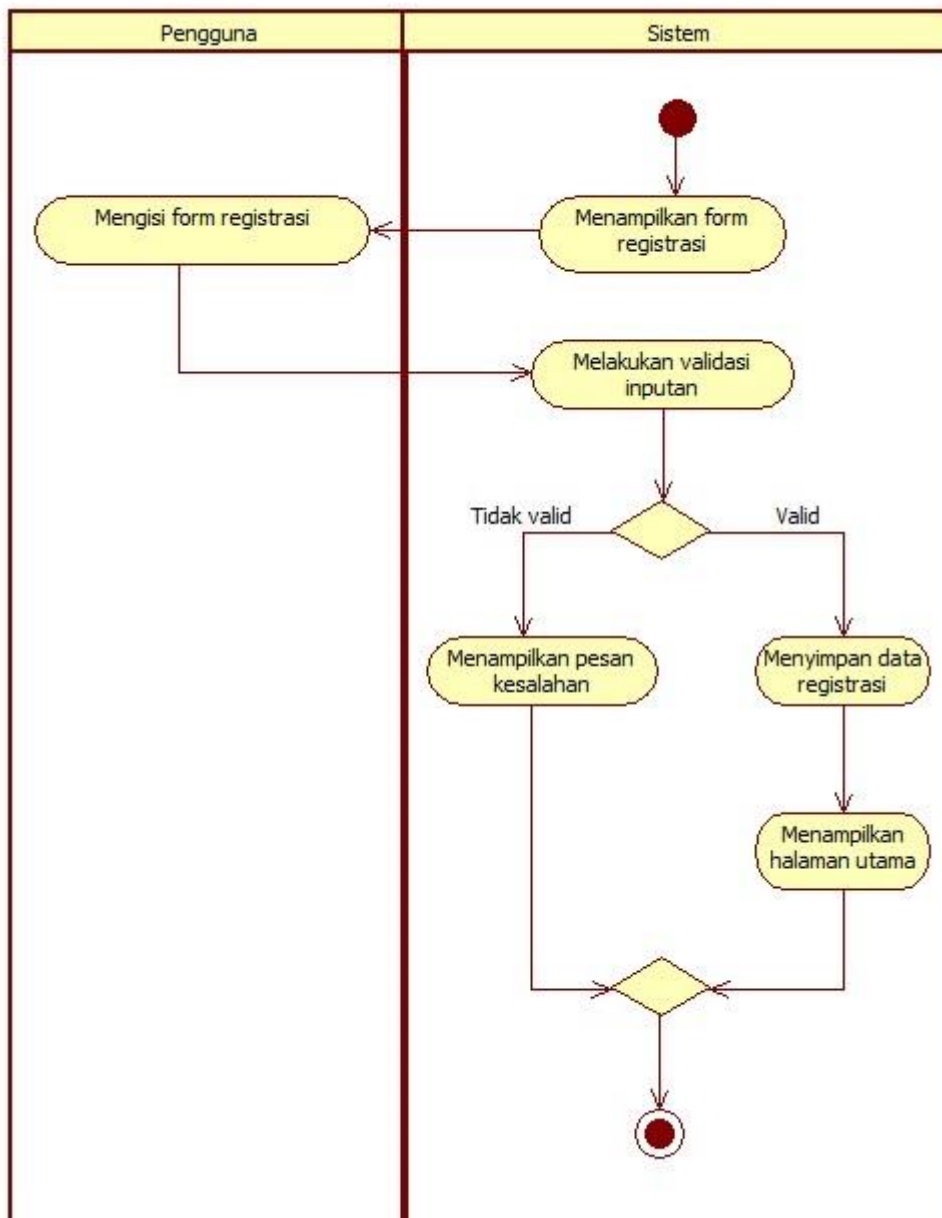 Pengguna
Sistem
Mengisi form registrasi
Menampilkan form
registrasi
Melakukan validasi
inputan
Tidak valid
Valid
Menampilkan pesan
kesalahan
Menyimpan data
registrasi
Menampilkan
halaman utama